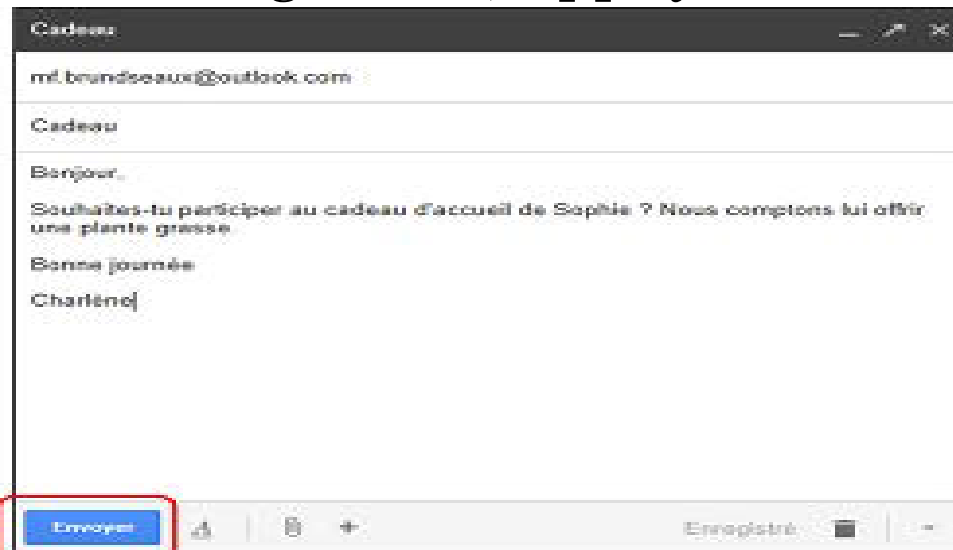 Cadeau
mf.brundseaux@outlook.com
Cadeau
Bonjour,
Souhaites-tu participer au cadeau d'accueil de Sophie ? Nous comptons lui offrir
une plante grasse.
Bonne journée
Charlène
Envoyer
A
Enregistré